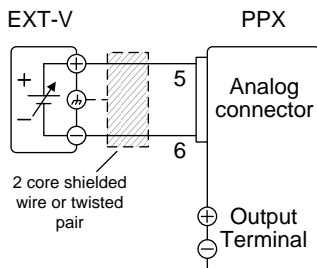 EXT-V
PPX
5
Analog
connector
6
2 core shielded
wire or twisted
pair
Output
Terminal